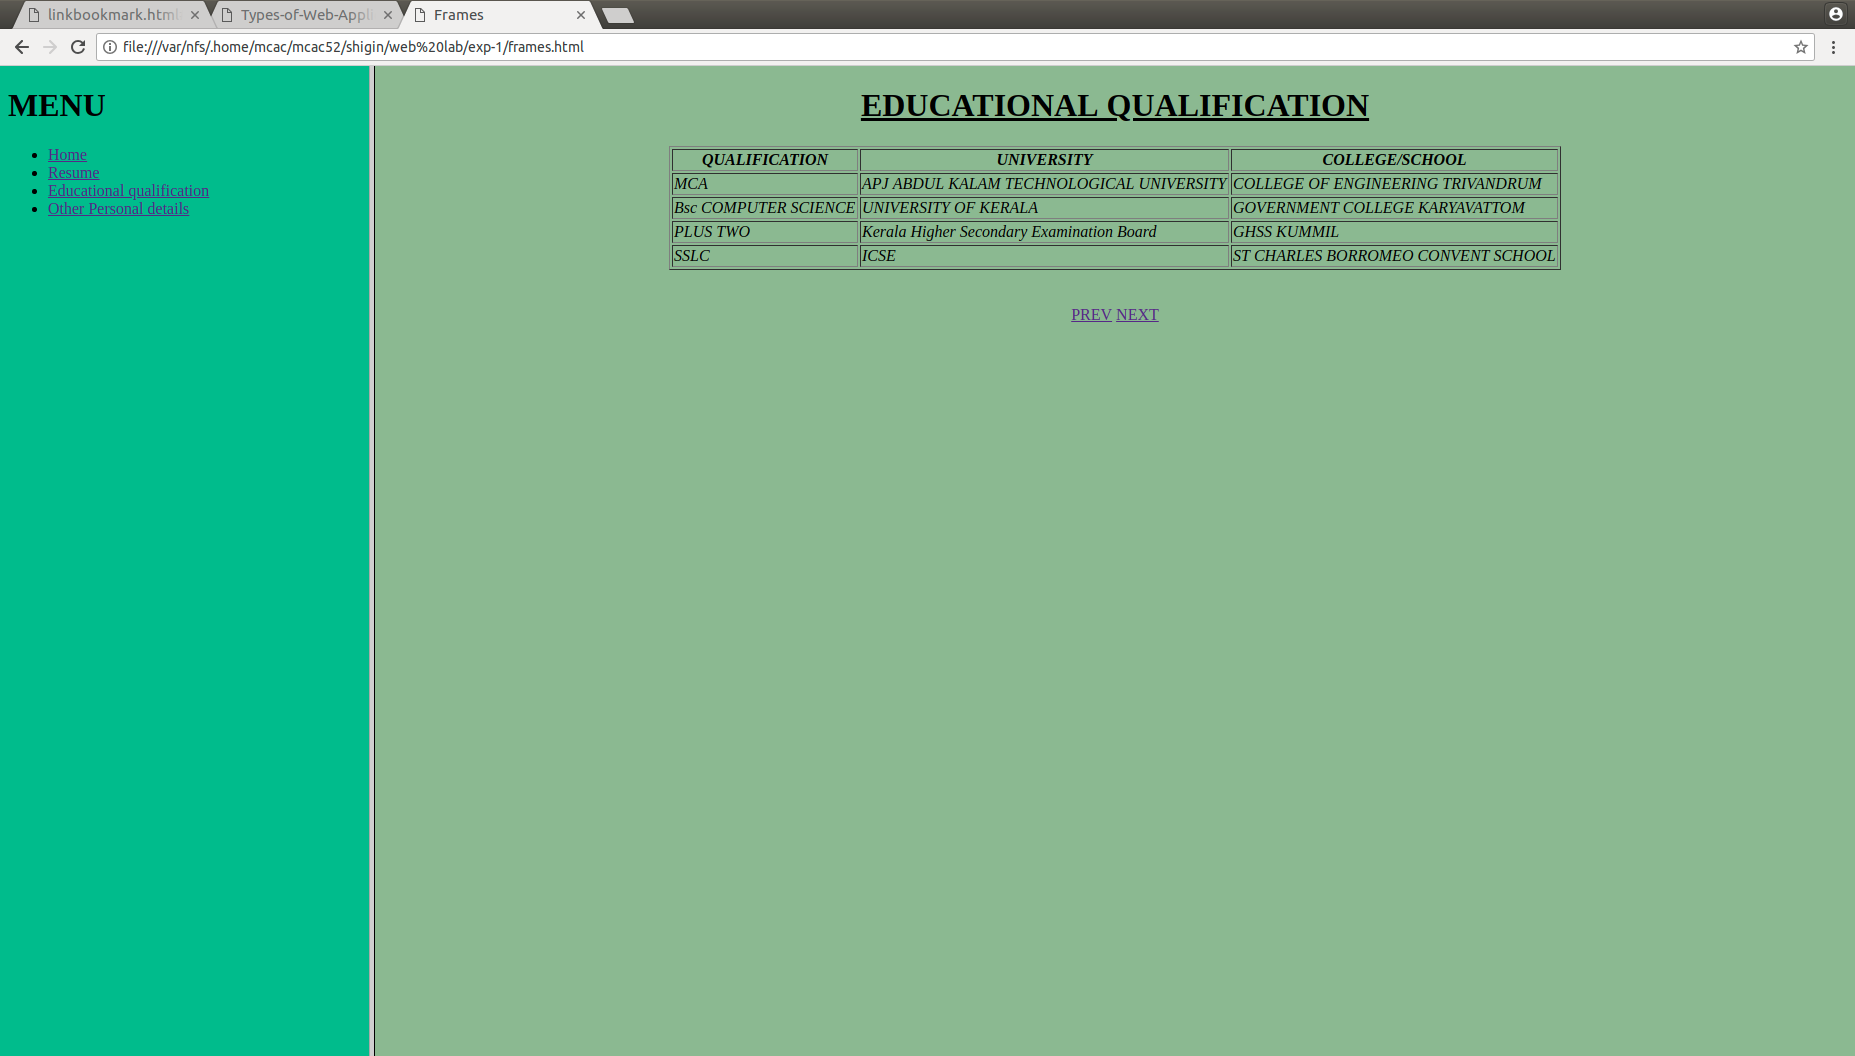 linkbookmark.html
Types-of-Web-Appli
Frames
file:///var/nfs/.home/mcac/mcac52/shigin/web%20lab/exp-1/frames.html
MENU
Home
Resume
Educational qualification
Other Personal details
EDUCATIONAL QUALIFICATION
QUALIFICATION UNIVERSITY COLLEGE/SCHOOL
MCA APJ ABDUL KALAM TECHNOLOGICAL UNIVERSITY COLLEGE OF ENGINEERING TRIVANDRUM
Bsc COMPUTER SCIENCE UNIVERSITY OF KERALA GOVERNMENT COLLEGE KARYAVATTOM
PLUS TWO Kerala Higher Secondary Examination Board GHSS KUMMIL
SSLC ICSE ST CHARLES BORROMEO CONVENT SCHOOL
PREV NEXT